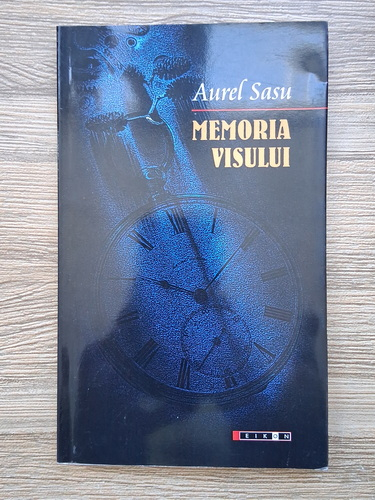 Aurel Sasu
MEMORIA
VISULUI
EIKON